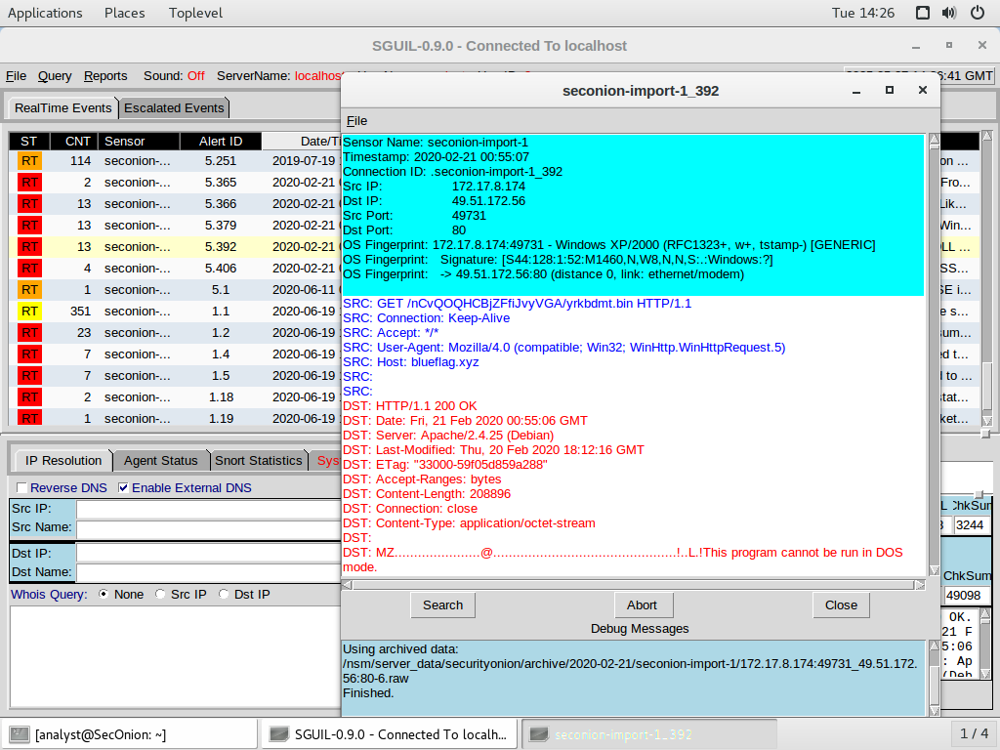 Applications Places Toplevel Tue 14:26
SGUIL-0.9.0 - Connected To localhost
File Query Reports Sound: Off ServerName: localhos :41 GMT
seconion-import-1_392
RealTime Events Escalated Events
File
ST CNT Sensor Alert ID Date/Ti
RT 114 seconion-... 5.251 2019-07-19 on ...
RT 2 seconion-... 5.365 2020-02-21 Fro...
RT 13 seconion-... 5.366 2020-02-21 Lik...
RT 13 seconion-... 5.379 2020-02-21 Win...
RT 13 seconion-... 5.392 2020-02-21 LL ...
RT 4 seconion-... 5.406 2020-02-21 SS...
RT 1 seconion-... 5.1 2020-06-11 SE i...
RT 351 seconion-... 1.1 2020-06-19 e s...
RT 23 seconion-... 1.2 2020-06-19 sum...
RT 7 seconion-... 1.4 2020-06-19 ed t...
RT 7 seconion-... 1.5 2020-06-19 to ...
RT 2 seconion-... 1.18 2020-06-19 stat...
RT 1 seconion-... 1.19 2020-06-19 ket...
Sensor Name: seconion-import-1
Timestamp: 2020-02-21 00:55:07
Connection ID: .seconion-import-1_392
Src IP: 172.17.8.174
Dst IP: 49.51.172.56
Src Port: 49731
Dst Port: 80
OS Fingerprint: 172.17.8.174:49731 - Windows XP/2000 (RFC1323+, w+, tstamp-) [GENERIC]
OS Fingerprint: Signature: [S44:128:1:52:M1460,N,W8,N,N,S:.:Windows:?]
OS Fingerprint: -> 49.51.172.56:80 (distance 0, link: ethernet/modem)
SRC: GET /nCvQOQHCBjZFfiJvyVGA/yrkbdmt.bin HTTP/1.1
SRC: Connection: Keep-Alive
SRC: Accept: */*
SRC: User-Agent: Mozilla/4.0 (compatible; Win32; WinHttp.WinHttpRequest.5)
SRC: Host: blueflag.xyz
SRC:
SRC:
DST: HTTP/1.1 200 OK
DST: Date: Fri, 21 Feb 2020 00:55:06 GMT
DST: Server: Apache/2.4.25 (Debian)
DST: Last-Modified: Thu, 20 Feb 2020 18:12:16 GMT
DST: ETag: "33000-59f05d859a288"
DST: Accept-Ranges: bytes
DST: Content-Length: 208896
DST: Connection: close
DST: Content-Type: application/octet-stream
DST:
DST: MZ......................@...............................................!..L.!This program cannot be run in DOS
mode.
IP Resolution Agent Status Snort Statistics Sys
Reverse DNS Enable External DNS
Src IP:
Src Name:
Dst IP:
Dst Name:
Whois Query: None Src IP Dst IP
L ChkSum
3244
ChkSum
49098
OK.
21 F
5:06
: Ap
(Deb
Search Abort Close
Debug Messages
Using archived data:
/nsm/server_data/securityonion/archive/2020-02-21/seconion-import-1/172.17.8.174:49731_49.51.172.
56:80-6.raw
Finished.
[analyst@SecOnion: ~] SGUIL-0.9.0 - Connected To localh... seconion-import-1_392 1 / 4